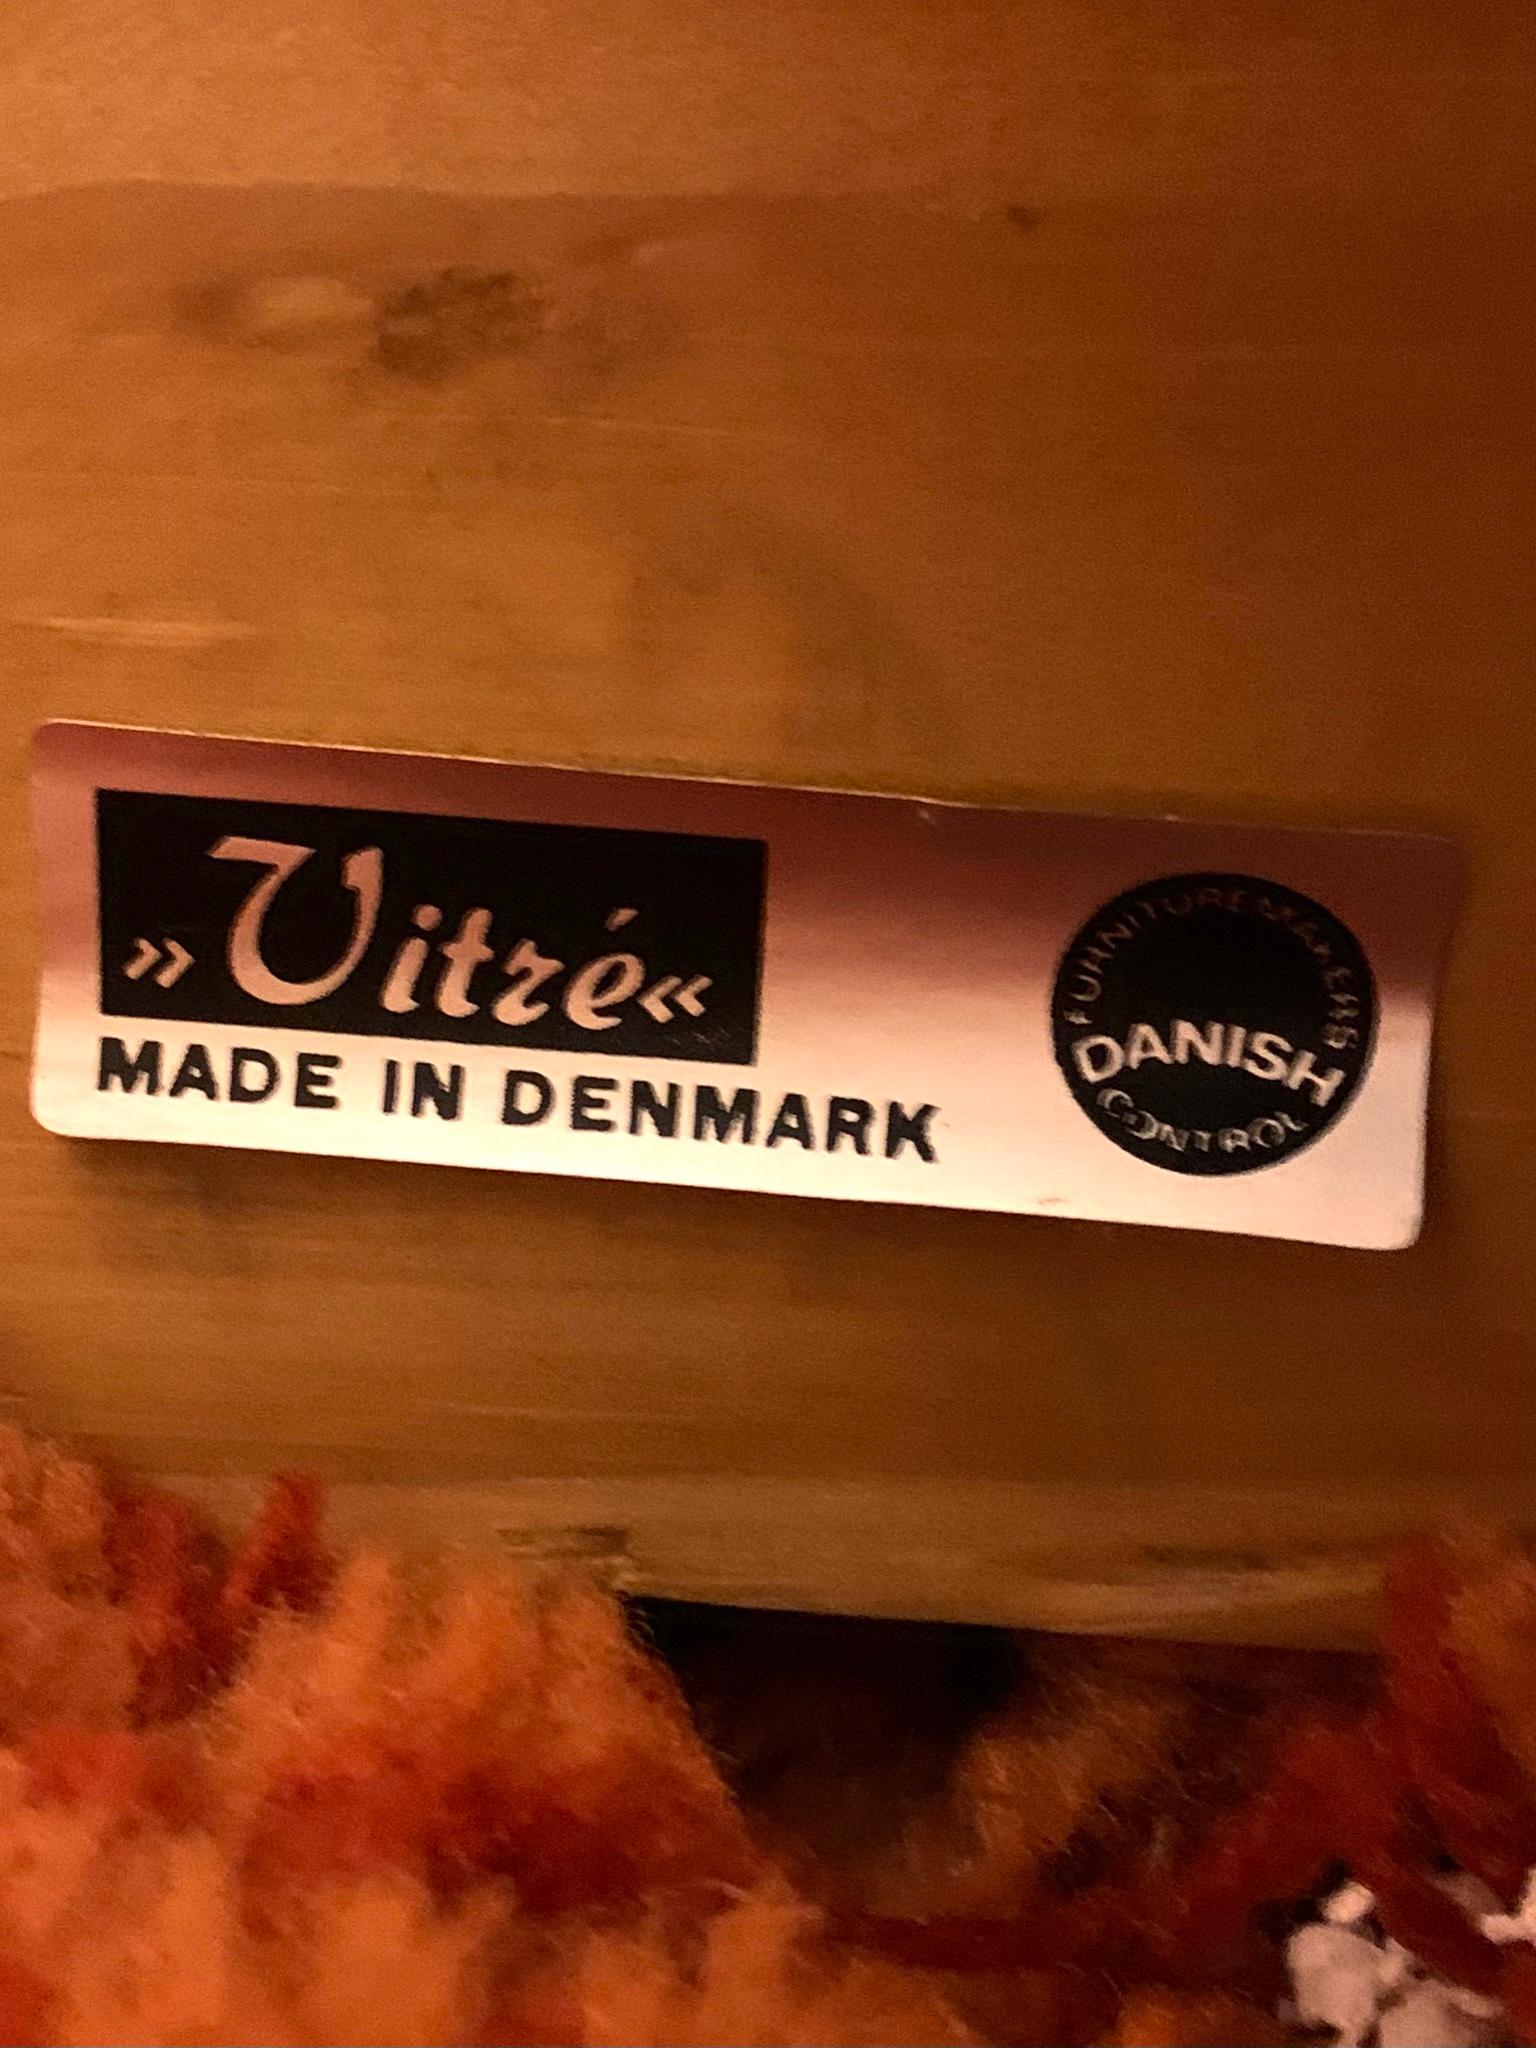 »Vitré«
MADE IN DENMARK
FURNITUREMAKERS
DANISH
CONTROL